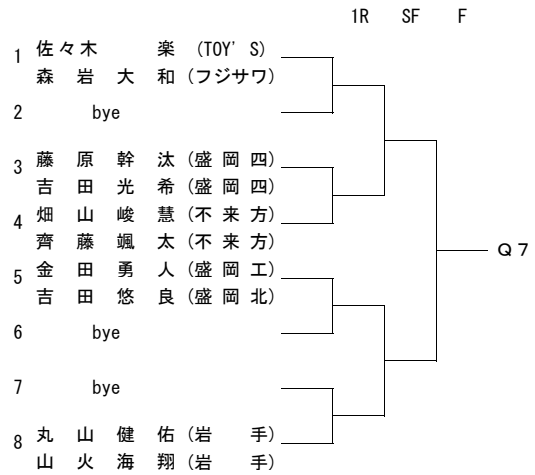 1R SF F
1 佐々木 楽 (TOY'S)
森岩大和 (フジサワ)
2 bye
3 藤原幹汰 (盛岡四)
吉田光希 (盛岡四)
4 畑山峻慧 (不来方)
齊藤颯太 (不来方)
5 金田勇人 (盛岡工)
吉田悠良 (盛岡北)
6 bye
7 bye
8 丸山健佑 (岩手)
山火海翔 (岩手)
Q7